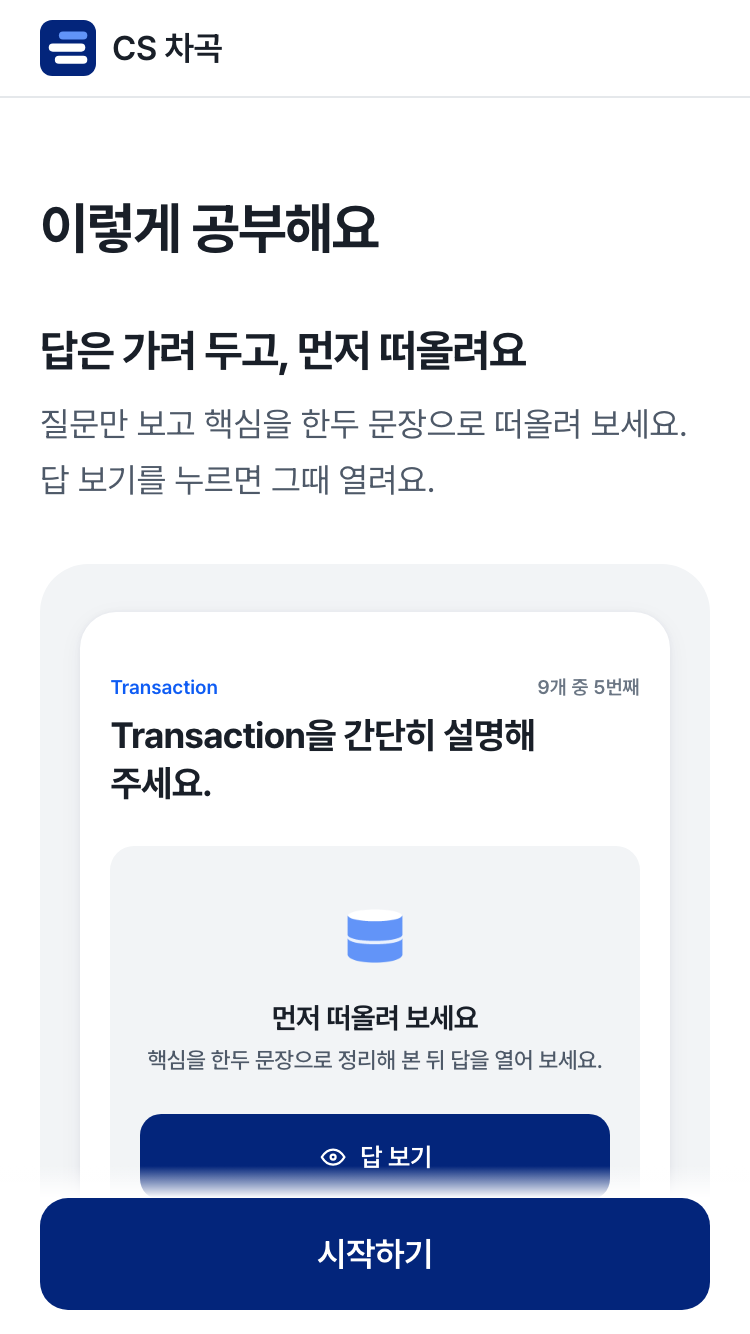 CS 차곡
이렇게 공부해요
답은 가려 두고, 먼저 떠올려요
질문만 보고 핵심을 한두 문장으로 떠올려 보세요.
답 보기를 누르면 그때 열려요.
Transaction
9개 중 5번째
Transaction을 간단히 설명해
주세요.
먼저 떠올려 보세요
핵심을 한두 문장으로 정리해 본 뒤 답을 열어 보세요.
답 보기
시작하기